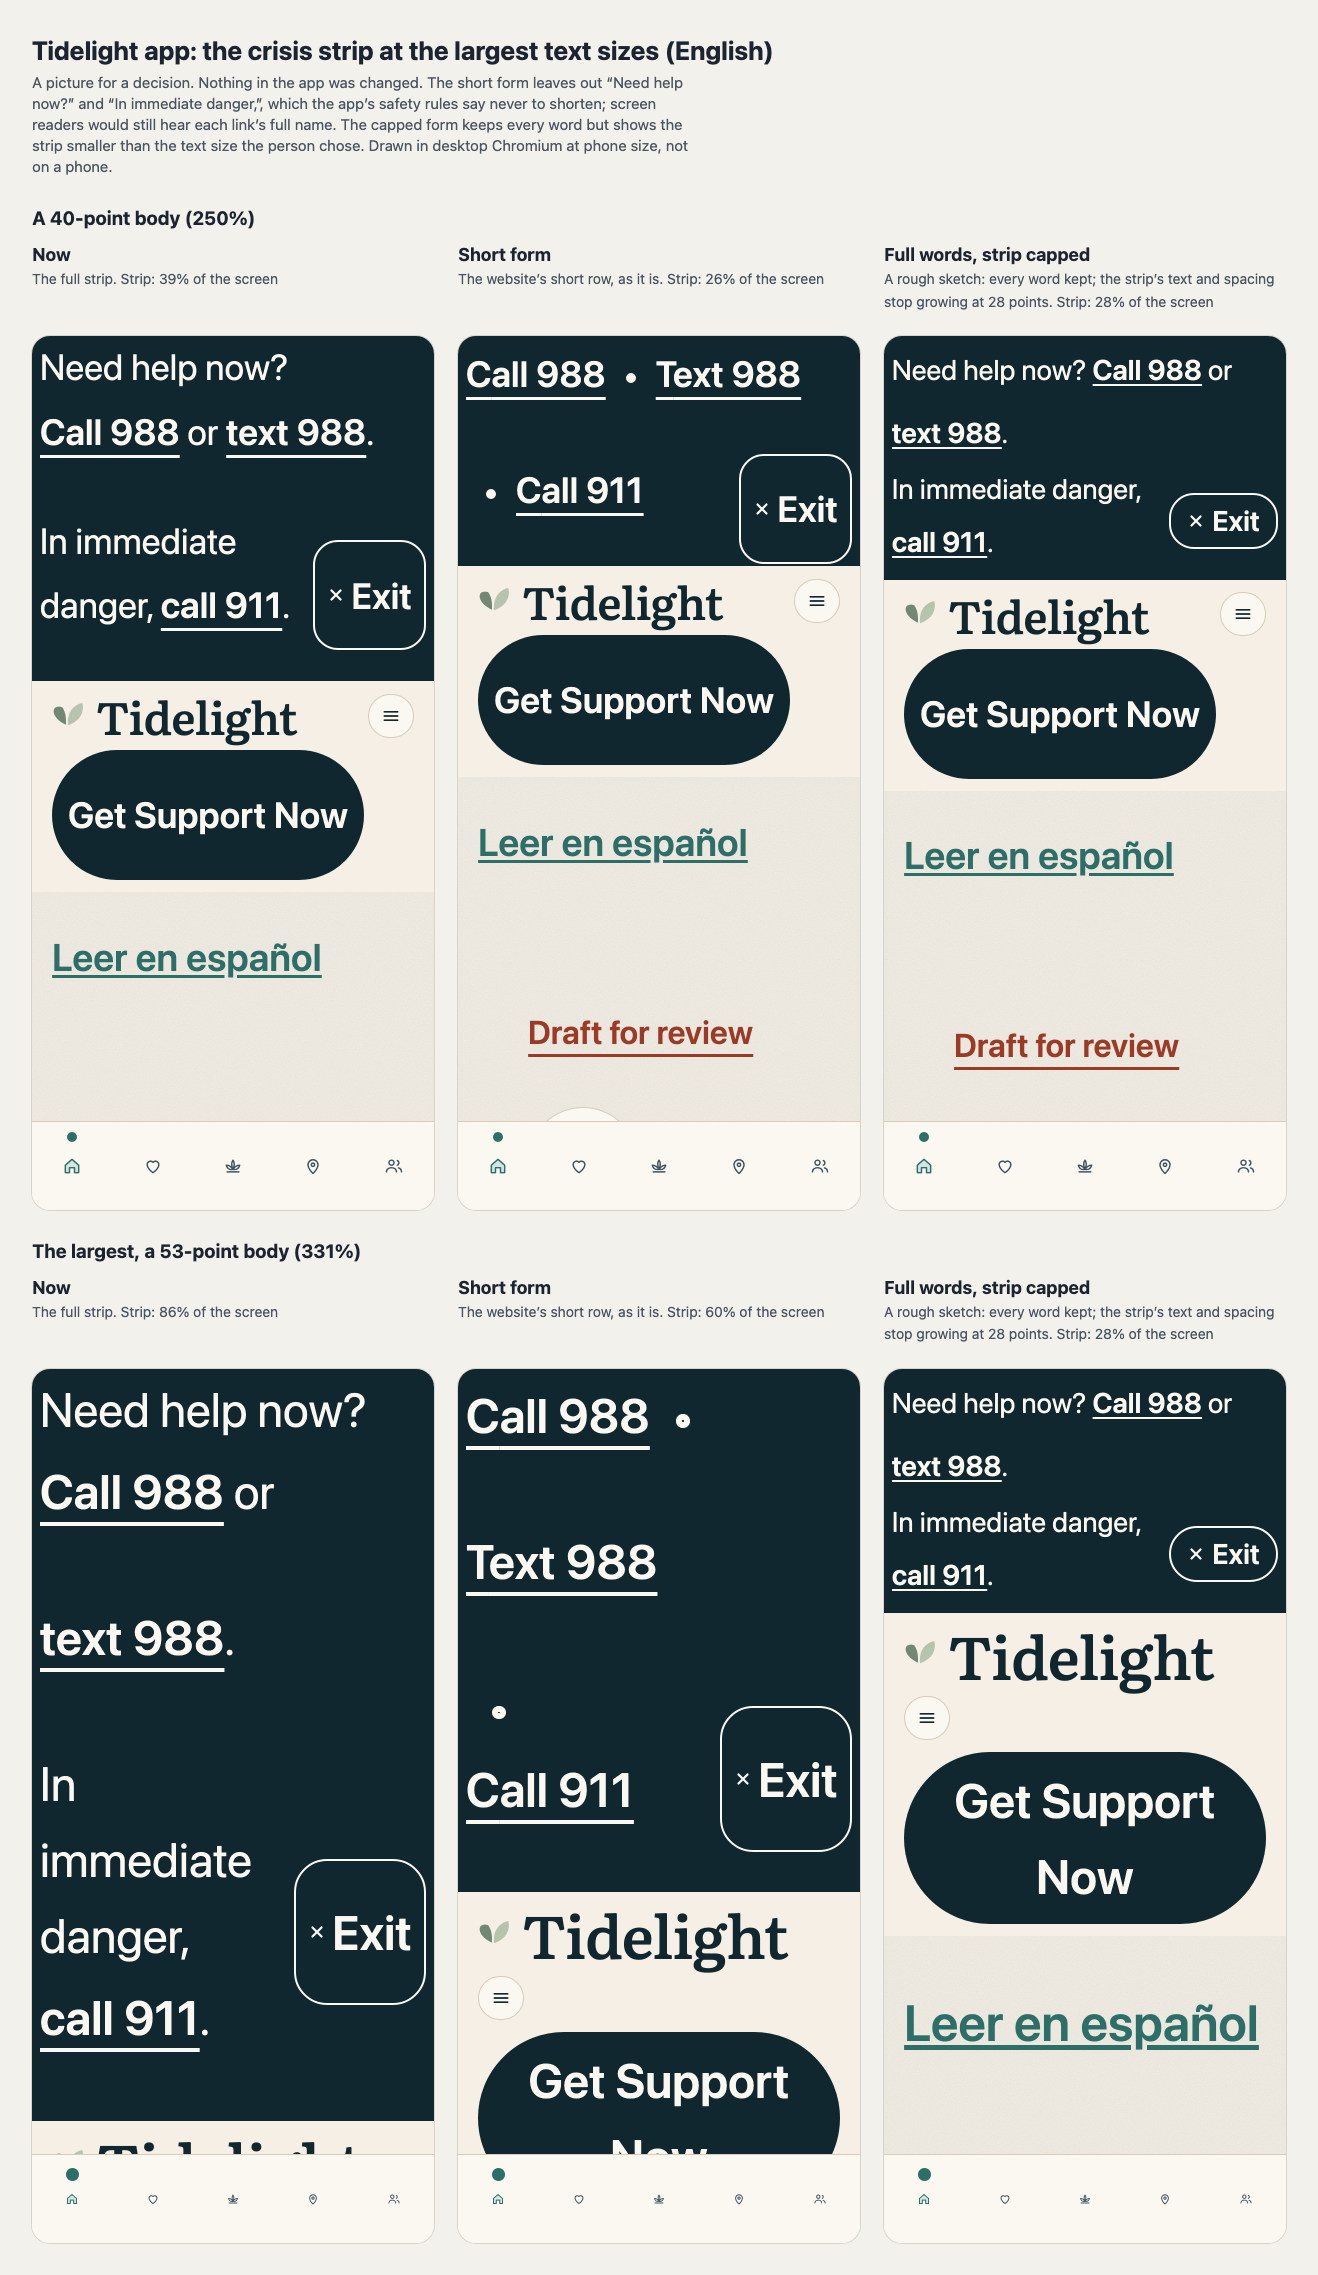 Tidelight app: the crisis strip at the largest text sizes (English)
A picture for a decision. Nothing in the app was changed. The short form leaves out “Need help
now?” and “In immediate danger,”, which the app’s safety rules say never to shorten; screen
readers would still hear each link’s full name. The capped form keeps every word but shows the
strip smaller than the text size the person chose. Drawn in desktop Chromium at phone size, not
on a phone.
A 40-point body (250%)
Now
The full strip. Strip: 39% of the screen
Need help now?
Call 988 or text 988.
In immediate
danger, call 911.
× Exit
Tidelight
Get Support Now
Leer en español
Short form
The website’s short row, as it is. Strip: 26% of the screen
Call 988 • Text 988
• Call 911
× Exit
Tidelight
Get Support Now
Leer en español
Draft for review
Full words, strip capped
A rough sketch: every word kept; the strip’s text and spacing
stop growing at 28 points. Strip: 28% of the screen
Need help now? Call 988 or
text 988.
In immediate danger,
call 911.
× Exit
Tidelight
Get Support Now
Leer en español
Draft for review
The largest, a 53-point body (331%)
Now
The full strip. Strip: 86% of the screen
Need help now?
Call 988 or
text 988.
In
immediate
danger,
call 911.
× Exit
Tidelight
Short form
The website’s short row, as it is. Strip: 60% of the screen
Call 988 •
Text 988
•
Call 911
× Exit
Tidelight
Get Support
Now
Full words, strip capped
A rough sketch: every word kept; the strip’s text and spacing
stop growing at 28 points. Strip: 28% of the screen
Need help now? Call 988 or
text 988.
In immediate danger,
call 911.
× Exit
Tidelight
Get Support
Now
Leer en español